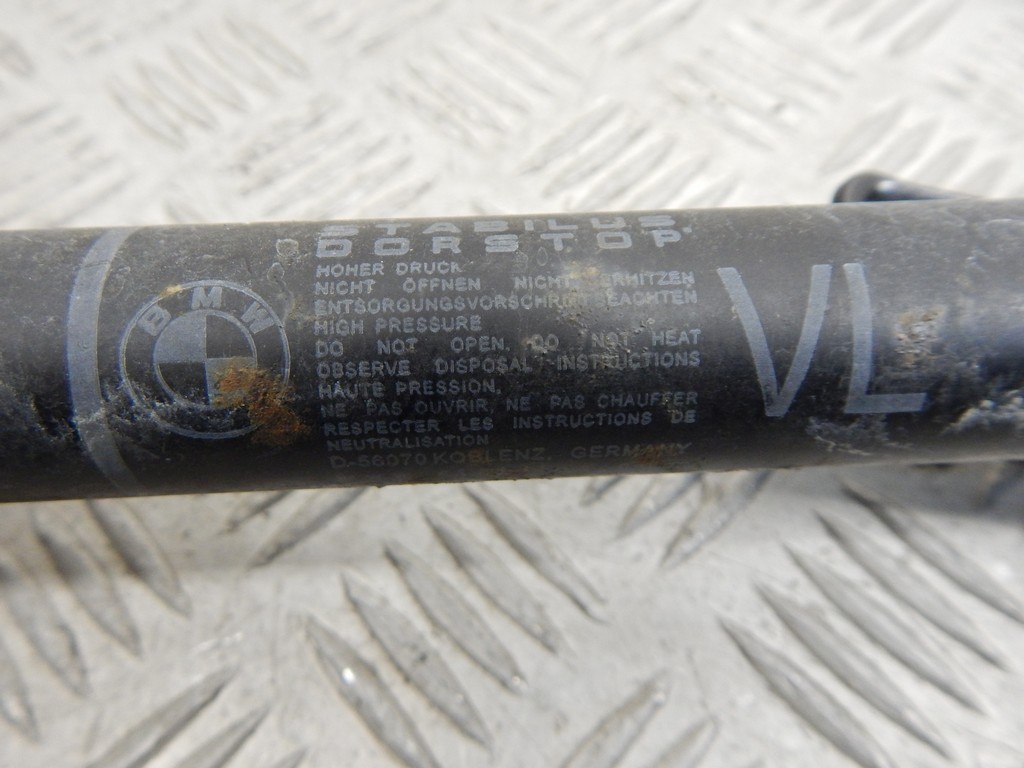 BMW
STABILUS
DORSTOP
HOHER DRUCK
NICHT ÖFFNEN NICHT ERHITZEN
ENTSORGUNGSVORSCHRIFT BEACHTEN
HIGH PRESSURE
DO NOT OPEN, DO NOT HEAT
OBSERVE DISPOSAL INSTRUCTIONS
HAUTE PRESSION,
NE PAS OUVRIR, NE PAS CHAUFFER
RESPECTER LES INSTRUCTIONS DE
NEUTRALISATION
D-56070 KOBLENZ, GERMANY
VL